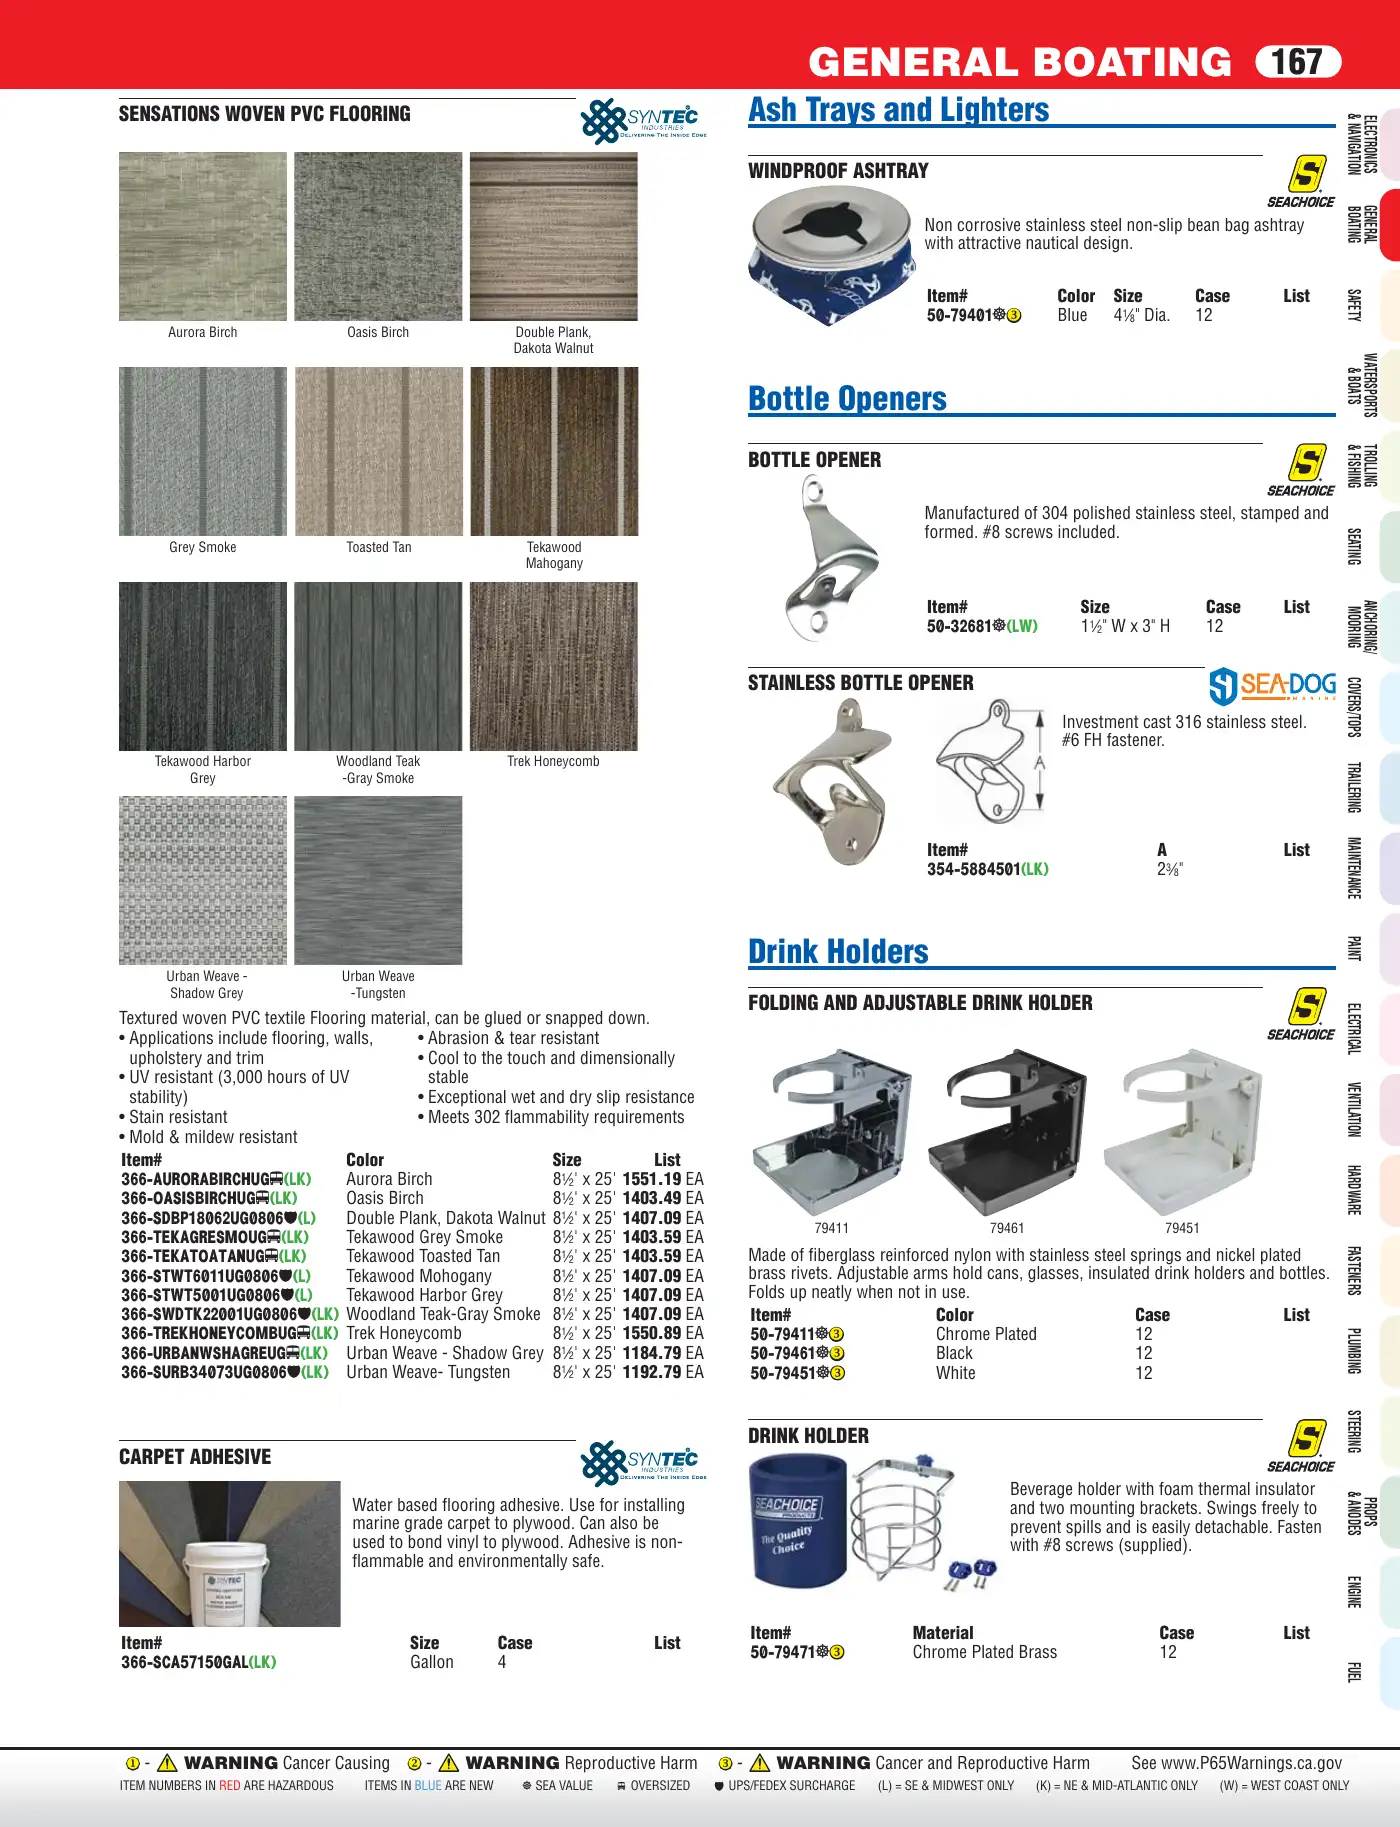 GENERAL BOATING 167
SENSATIONS WOVEN PVC FLOORING
SYNTEC
INDUSTRIES
DELIVERING THE INSIDE EDGE
Aurora Birch
Oasis Birch
Double Plank,
Dakota Walnut
Grey Smoke
Toasted Tan
Tekawood
Mahogany
Tekawood Harbor
Grey
Woodland Teak
-Gray Smoke
Trek Honeycomb
Urban Weave -
Shadow Grey
Urban Weave
-Tungsten
Textured woven PVC textile Flooring material, can be glued or snapped down.
• Applications include flooring, walls,
upholstery and trim
• UV resistant (3,000 hours of UV
stability)
• Stain resistant
• Mold & mildew resistant
• Abrasion & tear resistant
• Cool to the touch and dimensionally
stable
• Exceptional wet and dry slip resistance
• Meets 302 flammability requirements
Item# Color Size List
366-AURORABIRCHUG(LK) Aurora Birch 8½' x 25' 1551.19 EA
366-OASISBIRCHUG(LK) Oasis Birch 8½' x 25' 1403.49 EA
366-SDBP18062UG0806(L) Double Plank, Dakota Walnut 8½' x 25' 1407.09 EA
366-TEKAGRESMOUG(LK) Tekawood Grey Smoke 8½' x 25' 1403.59 EA
366-TEKATOATANUG(LK) Tekawood Toasted Tan 8½' x 25' 1403.59 EA
366-STWT6011UG0806(L) Tekawood Mohogany 8½' x 25' 1407.09 EA
366-STWT5001UG0806(L) Tekawood Harbor Grey 8½' x 25' 1407.09 EA
366-SWDTK22001UG0806(LK) Woodland Teak-Gray Smoke 8½' x 25' 1407.09 EA
366-TREKHONEYCOMBUG(LK) Trek Honeycomb 8½' x 25' 1550.89 EA
366-URBANWSHAGREUG(LK) Urban Weave - Shadow Grey 8½' x 25' 1184.79 EA
366-SURB34073UG0806(LK) Urban Weave- Tungsten 8½' x 25' 1192.79 EA
CARPET ADHESIVE
SYNTEC
INDUSTRIES
DELIVERING THE INSIDE EDGE
SYNTEC
Water based flooring adhesive. Use for installing
marine grade carpet to plywood. Can also be
used to bond vinyl to plywood. Adhesive is non-
flammable and environmentally safe.
Item# Size Case List
366-SCA57150GAL(LK) Gallon 4
Ash Trays and Lighters
WINDPROOF ASHTRAY
S
SEACHOICE
Non corrosive stainless steel non-slip bean bag ashtray
with attractive nautical design.
Item# Color Size Case List
50-79401 3 Blue 4⅛" Dia. 12
Bottle Openers
BOTTLE OPENER
S
SEACHOICE
Manufactured of 304 polished stainless steel, stamped and
formed. #8 screws included.
Item# Size Case List
50-32681(LW) 1½" W x 3" H 12
STAINLESS BOTTLE OPENER
SEA-DOG
MARINE
Investment cast 316 stainless steel.
#6 FH fastener.
A
Item# A List
354-5884501(LK) 2⅜"
Drink Holders
FOLDING AND ADJUSTABLE DRINK HOLDER
S
SEACHOICE
79411
79461
79451
Made of fiberglass reinforced nylon with stainless steel springs and nickel plated
brass rivets. Adjustable arms hold cans, glasses, insulated drink holders and bottles.
Folds up neatly when not in use.
Item# Color Case List
50-79411 3 Chrome Plated 12
50-79461 3 Black 12
50-79451 3 White 12
DRINK HOLDER
S
SEACHOICE
SEACHOICE
PRODUCTS
The Quality
Choice
Beverage holder with foam thermal insulator
and two mounting brackets. Swings freely to
prevent spills and is easily detachable. Fasten
with #8 screws (supplied).
Item# Material Case List
50-79471 3 Chrome Plated Brass 12
ELECTRONICS
& NAVIGATION
GENERAL
BOATING
SAFETY
WATERSPORTS
& BOATS
TROLLING
& FISHING
SEATING
ANCHORING/
MOORING
COVERS/TOPS
TRAILERING
MAINTENANCE
PAINT
ELECTRICAL
VENTILATION
HARDWARE
FASTENERS
PLUMBING
STEERING
PROPS
& ANODES
ENGINE
FUEL
1 - WARNING Cancer Causing 2 - WARNING Reproductive Harm 3 - WARNING Cancer and Reproductive Harm See www.P65Warnings.ca.gov
ITEM NUMBERS IN RED ARE HAZARDOUS ITEMS IN BLUE ARE NEW SEA VALUE OVERSIZED UPS/FEDEX SURCHARGE (L) = SE & MIDWEST ONLY (K) = NE & MID-ATLANTIC ONLY (W) = WEST COAST ONLY